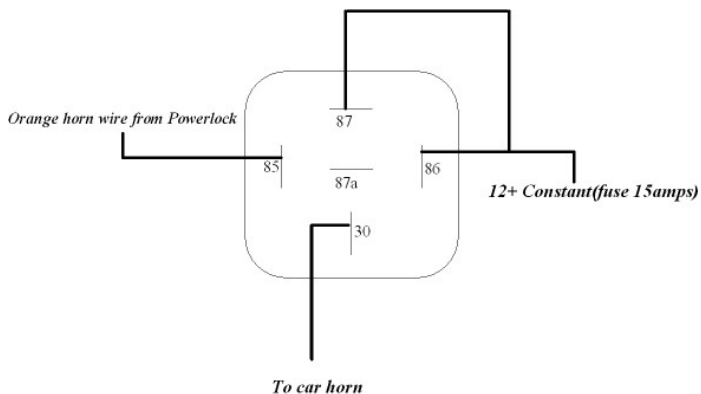 87
Orange horn wire from Powerlock
85
87a
86
12+ Constant(fuse 15amps)
30
To car horn